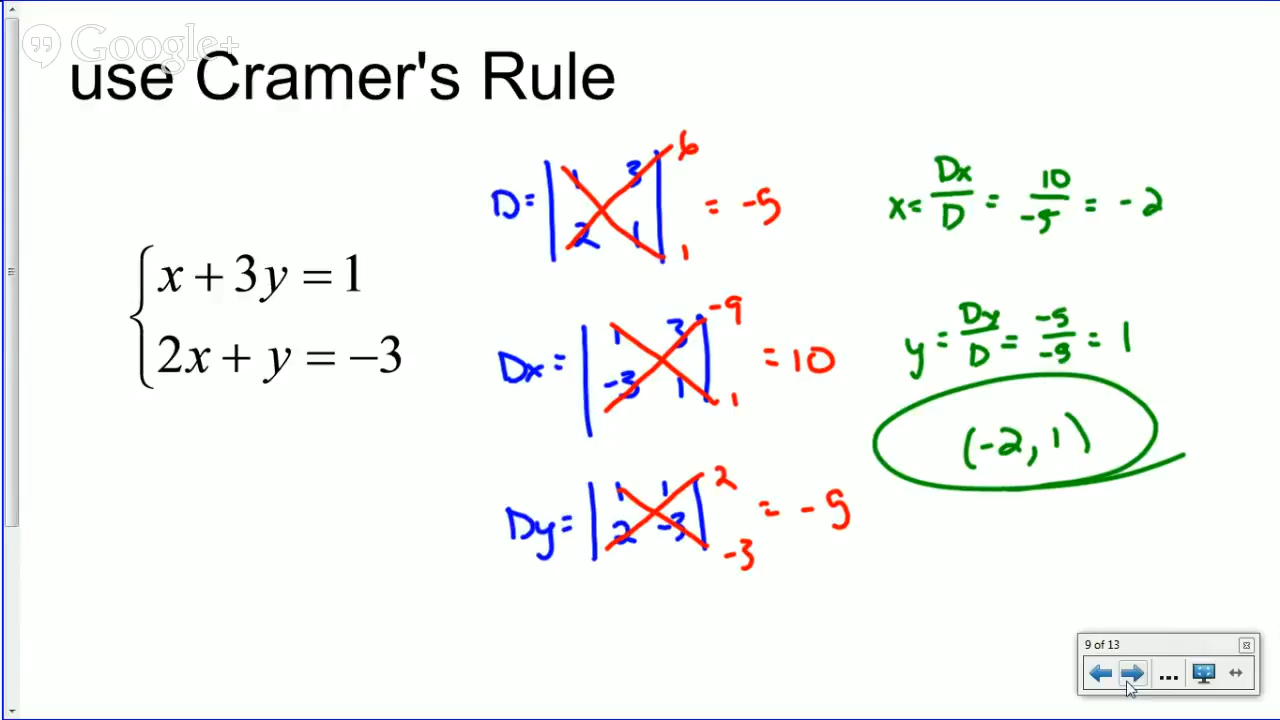 Google+
use Cramer's Rule
x + 3y = 1
2x + y = −3
D = | 1 3 | 6
| 2 1 | 1 = -5
Dx = | 1 3 | -9
| -3 1 | 1 = 10
Dy = | 1 1 | 2
| 2 -3 | -3 = -5
x = Dx/D = 10/-5 = -2
y = Dy/D = -5/-5 = 1
(-2, 1)
9 of 13
...